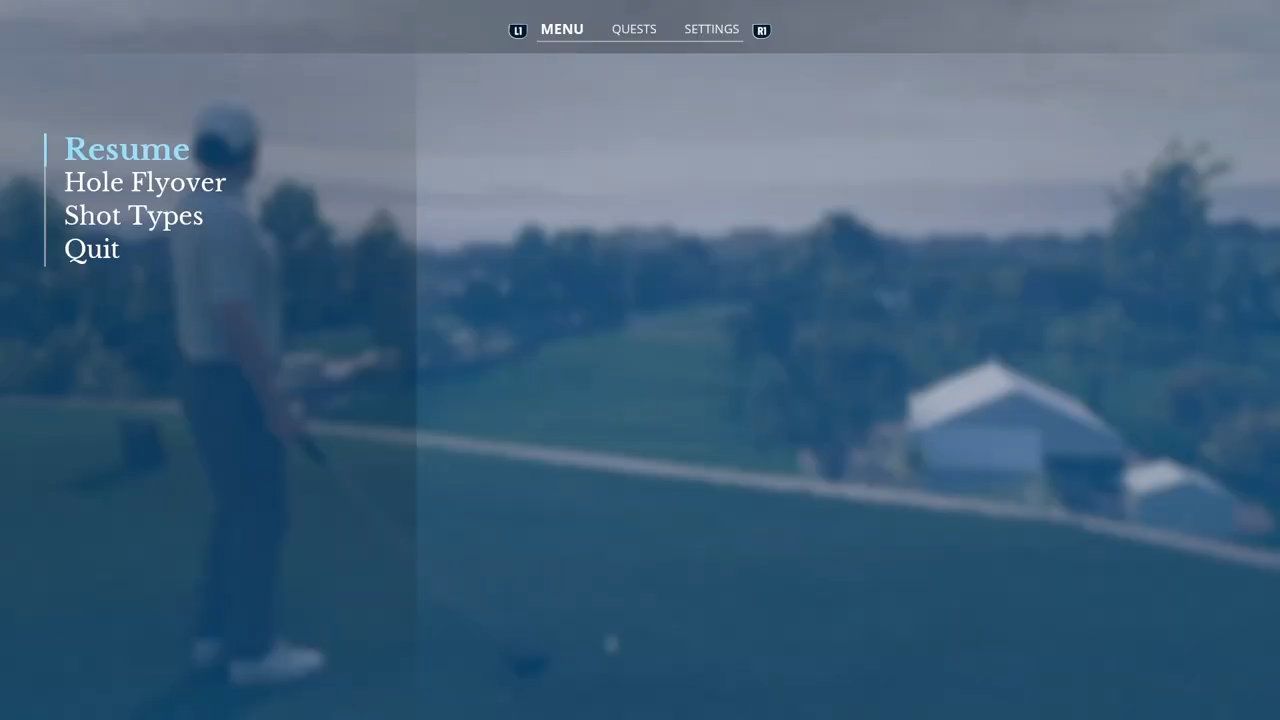 L1 MENU QUESTS SETTINGS R1
Resume
Hole Flyover
Shot Types
Quit